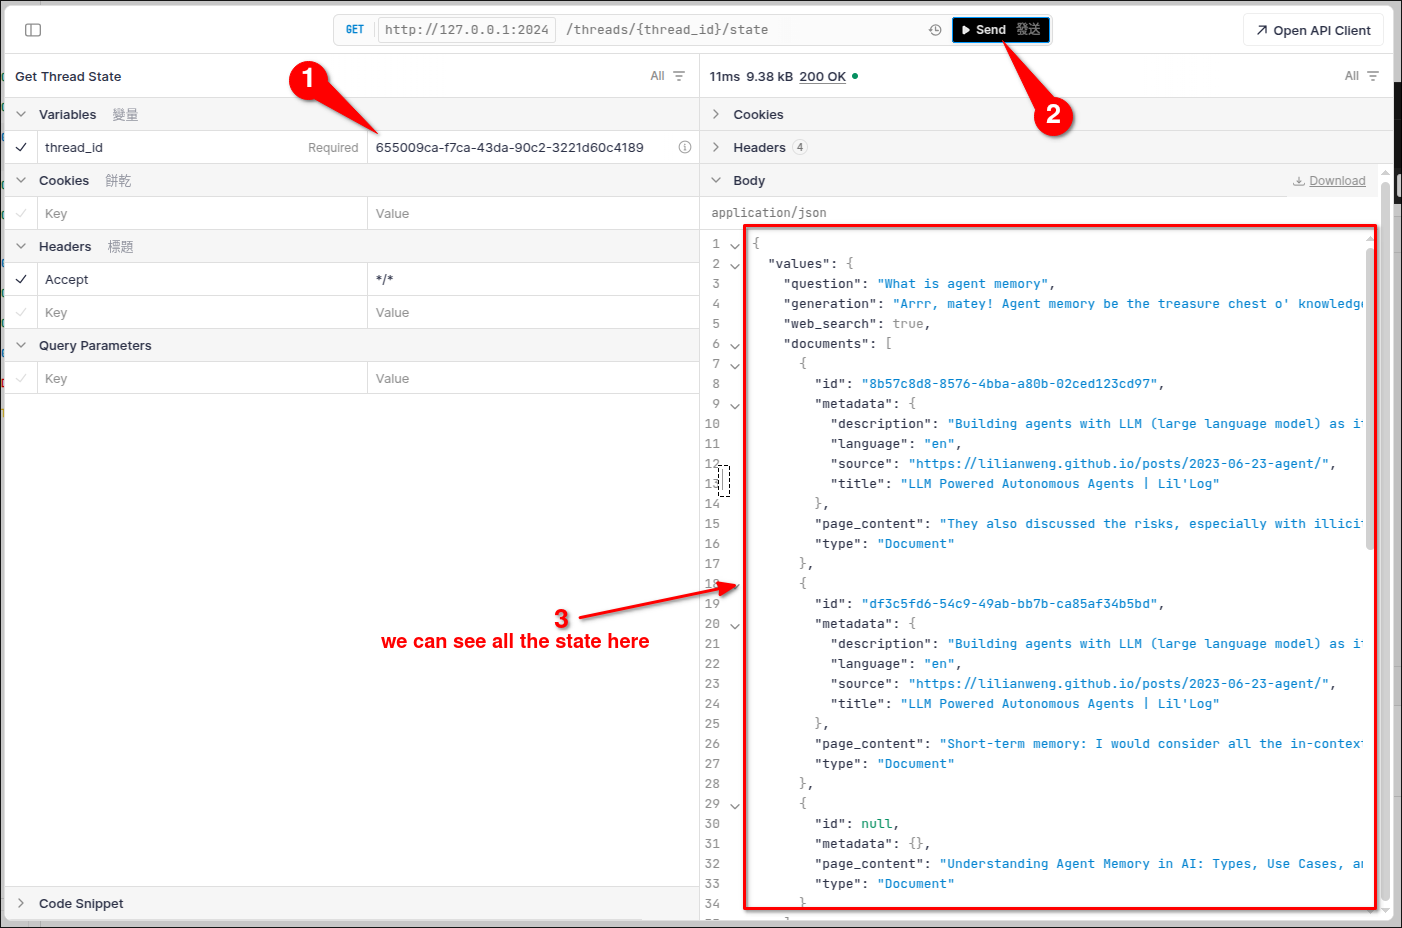 GET http://127.0.0.1:2024 /threads/{thread_id}/state Send 發送 Open API Client
Get Thread State All
1
Variables 變量
thread_id Required 655009ca-f7ca-43da-90c2-3221d60c4189
Cookies 餅乾
Key Value
Headers 標題
Accept */*
Key Value
Query Parameters
Key Value
3
we can see all the state here
Code Snippet
11ms 9.38 kB 200 OK All
2
Cookies
Headers 4
Body Download
application/json
1 {
2 "values": {
3 "question": "What is agent memory",
4 "generation": "Arrr, matey! Agent memory be the treasure chest o' knowledge
5 "web_search": true,
6 "documents": [
7 {
8 "id": "8b57c8d8-8576-4bba-a80b-02ced123cd97",
9 "metadata": {
10 "description": "Building agents with LLM (large language model) as i
11 "language": "en",
12 "source": "https://lilianweng.github.io/posts/2023-06-23-agent/",
13 "title": "LLM Powered Autonomous Agents | Lil'Log"
14 },
15 "page_content": "They also discussed the risks, especially with illici
16 "type": "Document"
17 },
18 {
19 "id": "df3c5fd6-54c9-49ab-bb7b-ca85af34b5bd",
20 "metadata": {
21 "description": "Building agents with LLM (large language model) as i
22 "language": "en",
23 "source": "https://lilianweng.github.io/posts/2023-06-23-agent/",
24 "title": "LLM Powered Autonomous Agents | Lil'Log"
25 },
26 "page_content": "Short-term memory: I would consider all the in-contex
27 "type": "Document"
28 },
29 {
30 "id": null,
31 "metadata": {},
32 "page_content": "Understanding Agent Memory in AI: Types, Use Cases, a
33 "type": "Document"
34 }